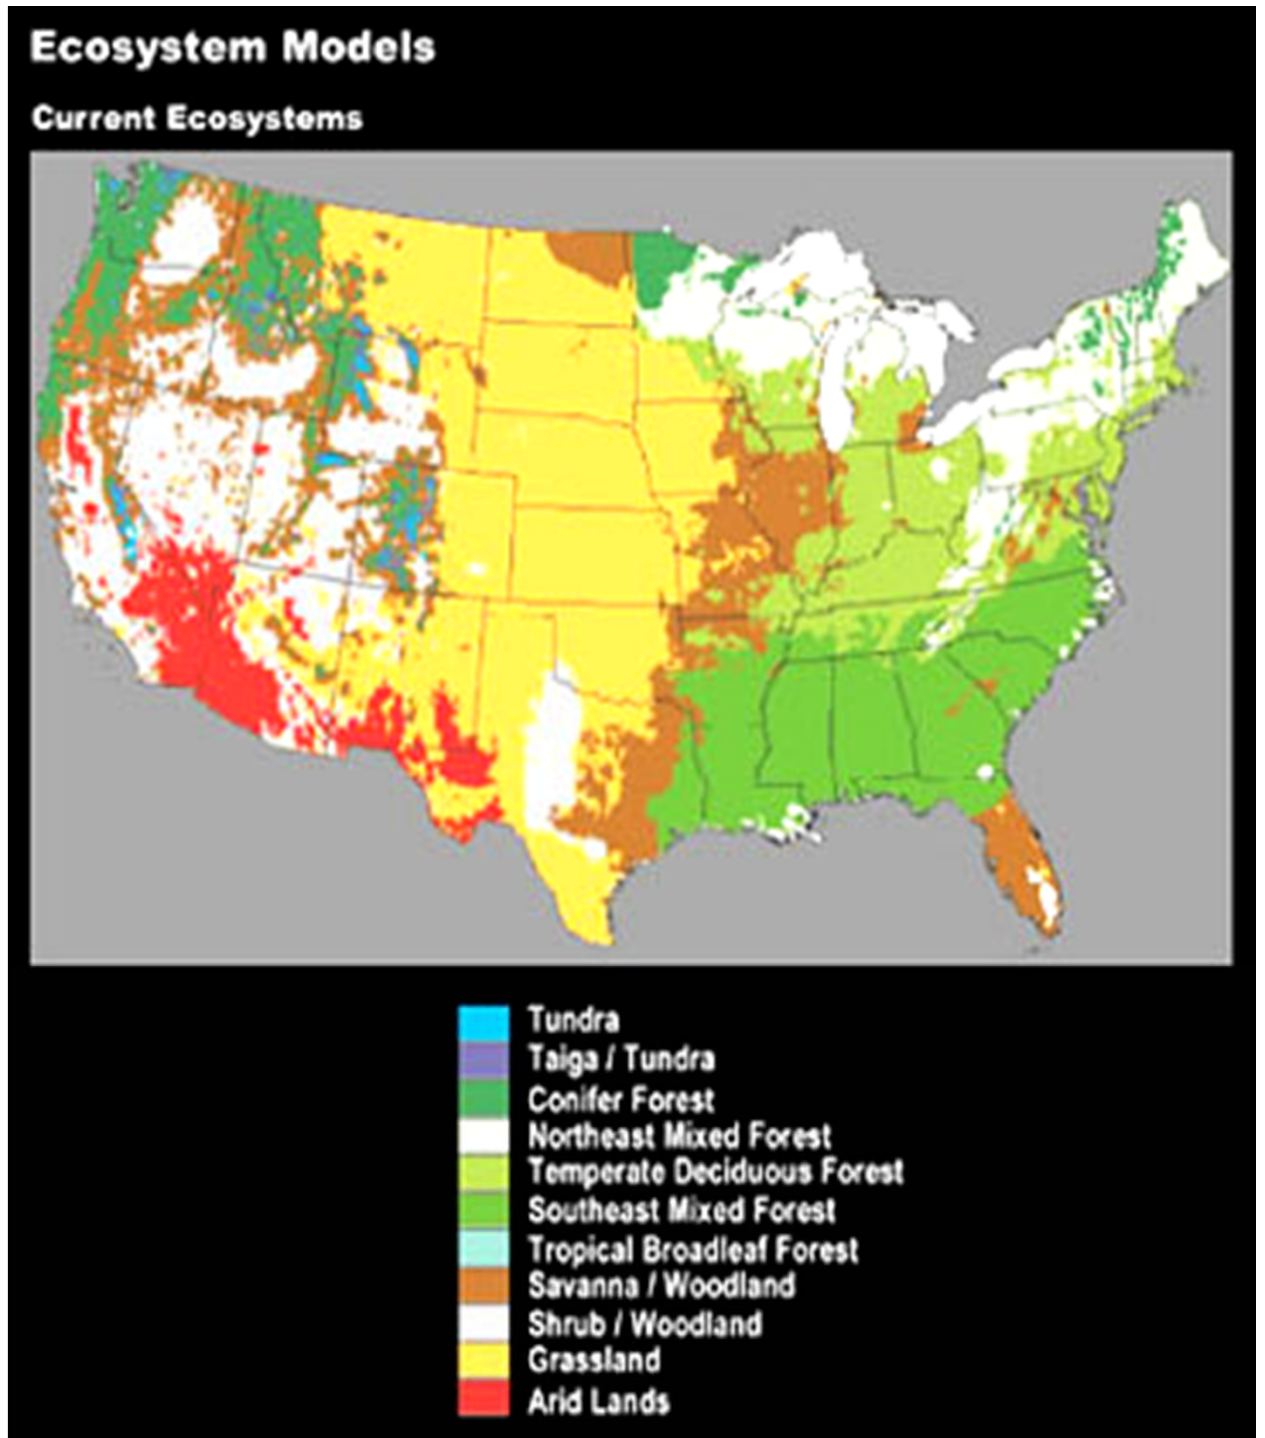 Ecosystem Models
Current Ecosystems
Tundra
Taiga / Tundra
Conifer Forest
Northeast Mixed Forest
Temperate Deciduous Forest
Southeast Mixed Forest
Tropical Broadleaf Forest
Savanna / Woodland
Shrub / Woodland
Grassland
Arid Lands